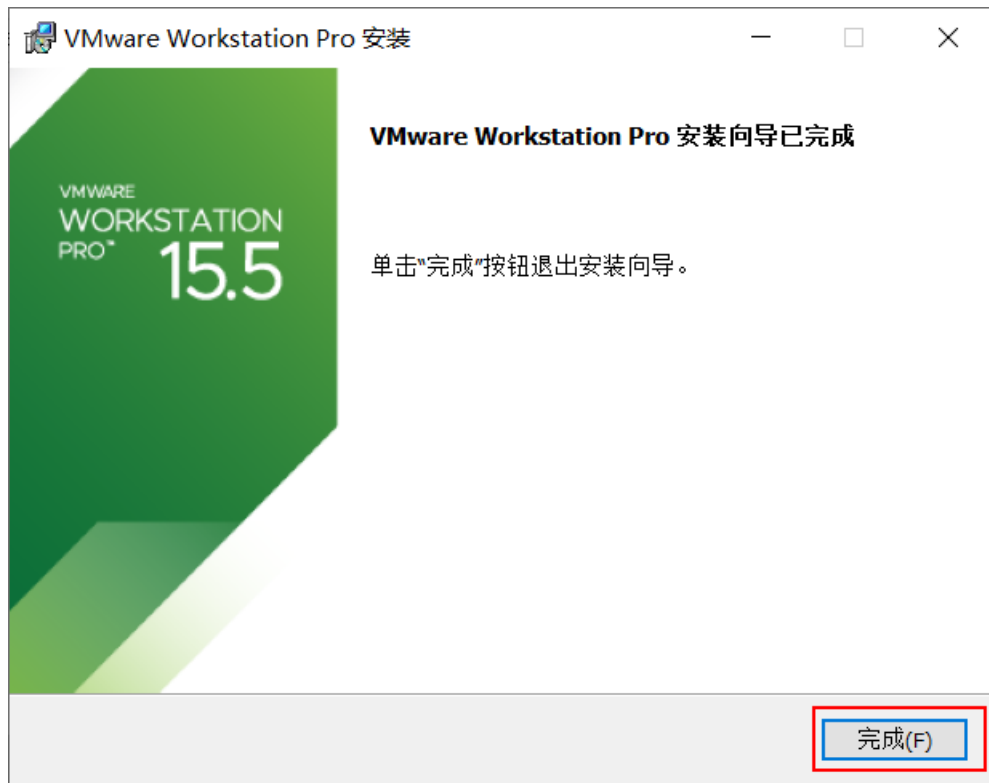 VMware Workstation Pro 安装
VMware Workstation Pro 安装向导已完成
VMWARE
WORKSTATION
PRO™ 15.5
单击"完成"按钮退出安装向导。
完成(F)